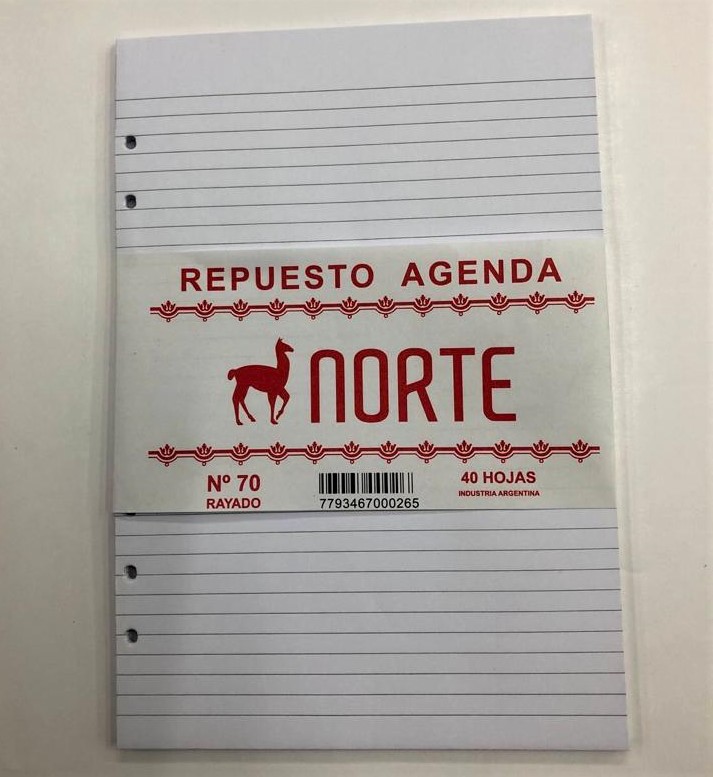 REPUESTO AGENDA
NORTE
Nº 70
RAYADO
7793467000265
40 HOJAS
INDUSTRIA ARGENTINA